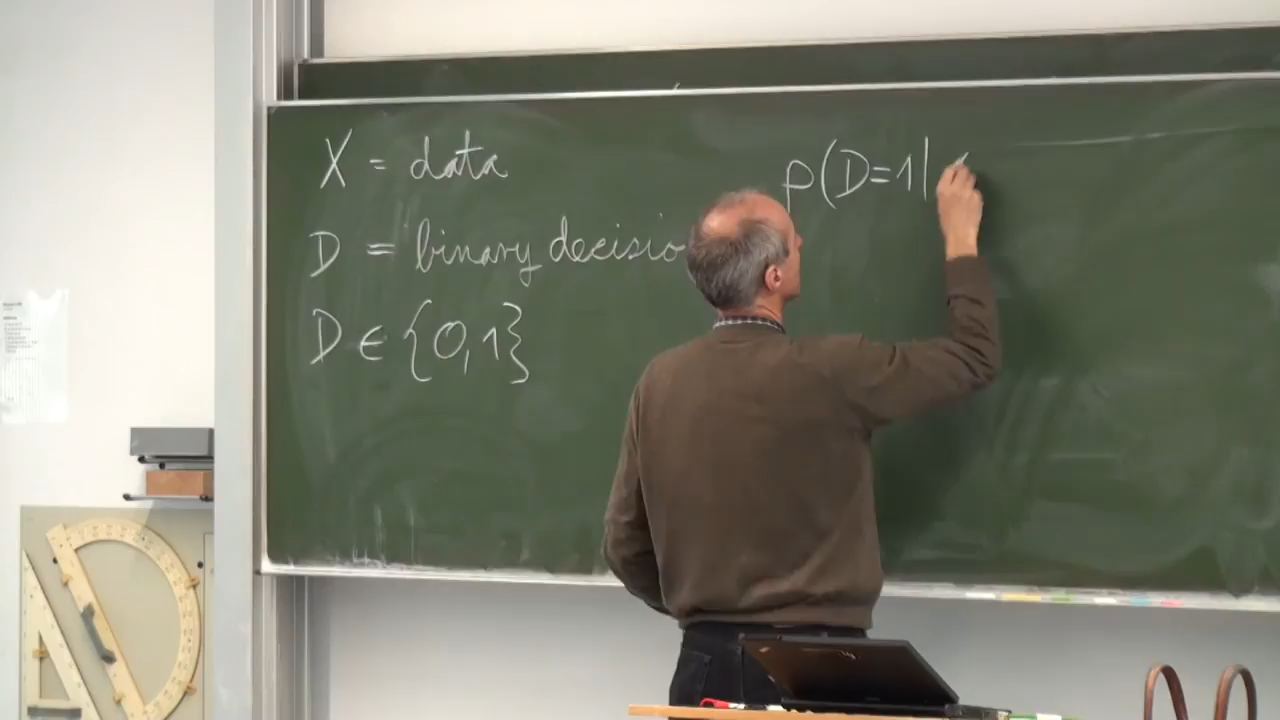 X = data
D = binary decisio
D ∈ {0,1}
p(D=1|